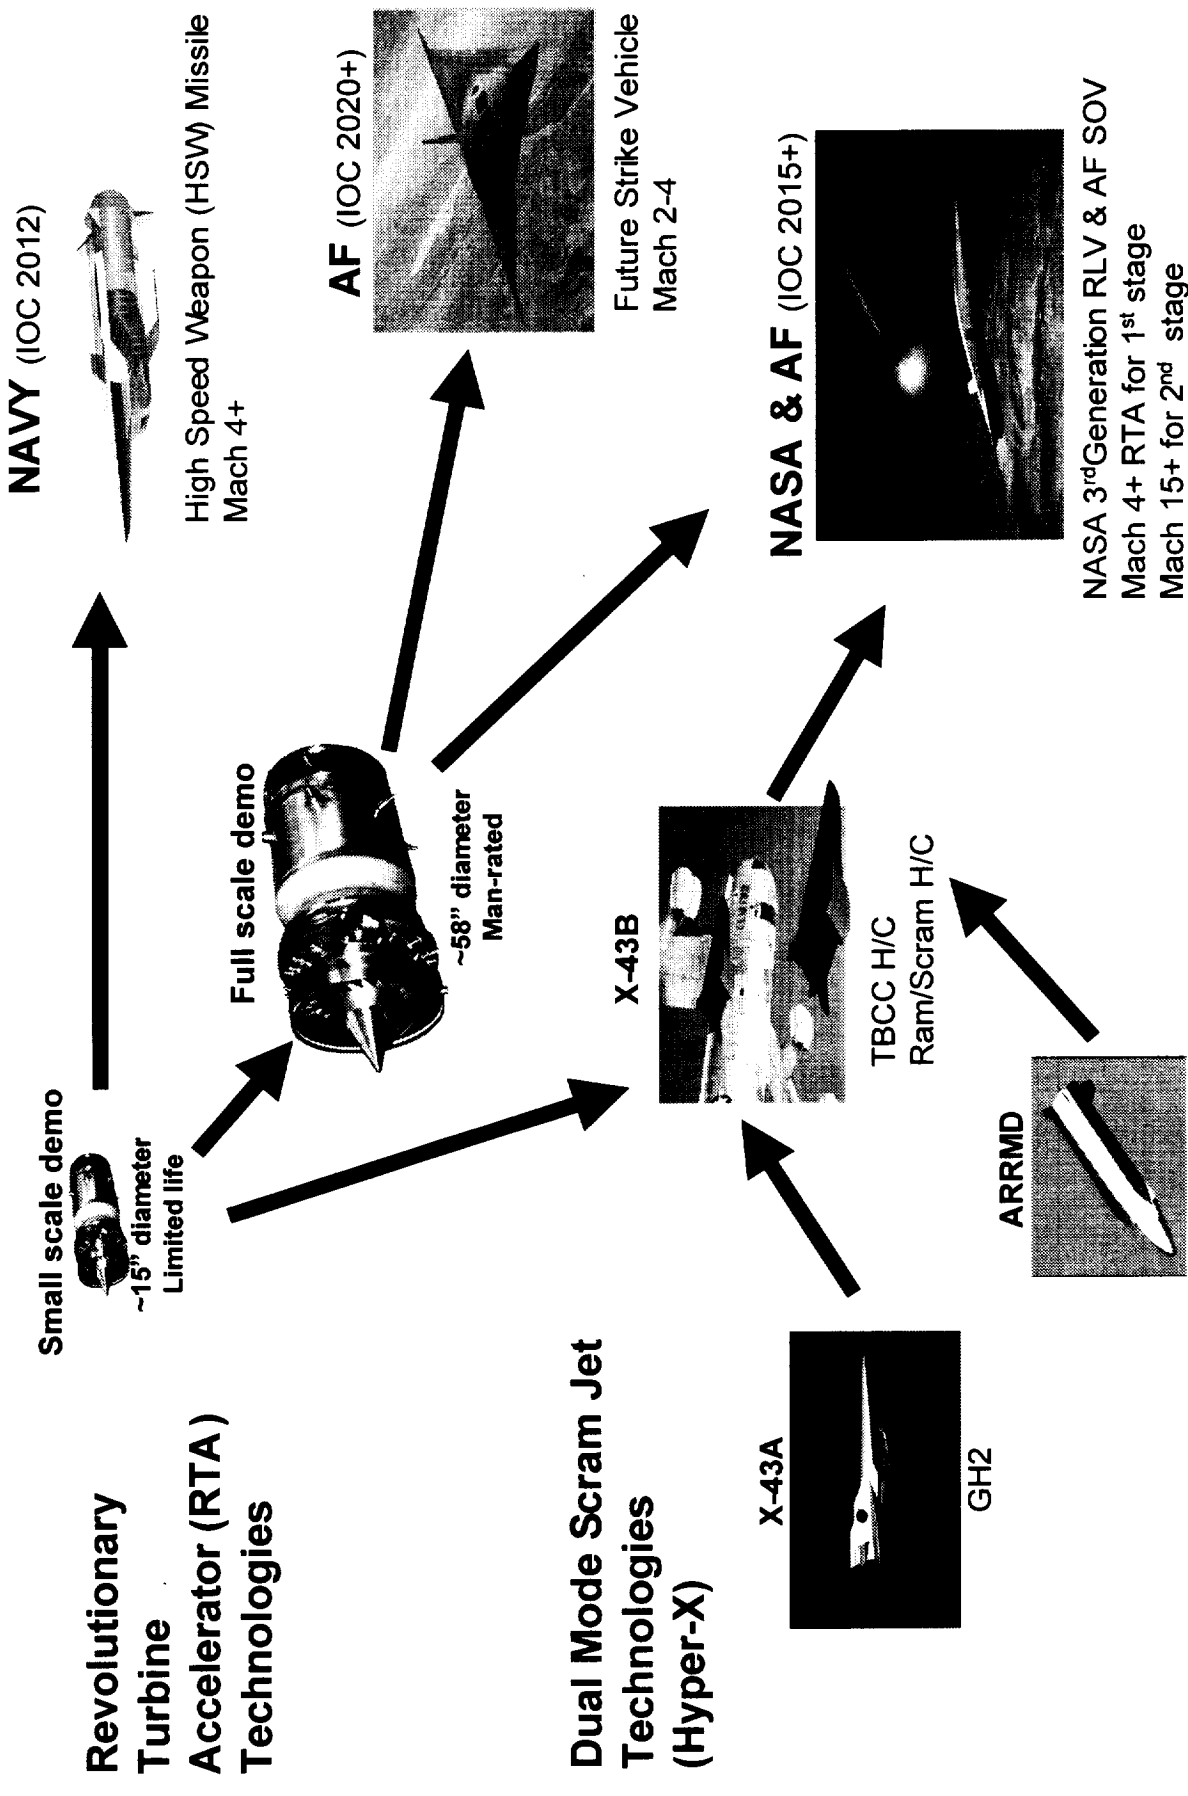 Revolutionary
Turbine
Accelerator (RTA)
Technologies
Small scale demo
~15” diameter
Limited life
Full scale demo
~58” diameter
Man-rated
NAVY (IOC 2012)
High Speed Weapon (HSW) Missile
Mach 4+
AF (IOC 2020+)
Future Strike Vehicle
Mach 2-4
Dual Mode Scram Jet
Technologies
(Hyper-X)
X-43A
GH2
X-43B
TBCC H/C
Ram/Scram H/C
ARRMD
NASA & AF (IOC 2015+)
NASA 3rdGeneration RLV & AF SOV
Mach 4+ RTA for 1st stage
Mach 15+ for 2nd stage